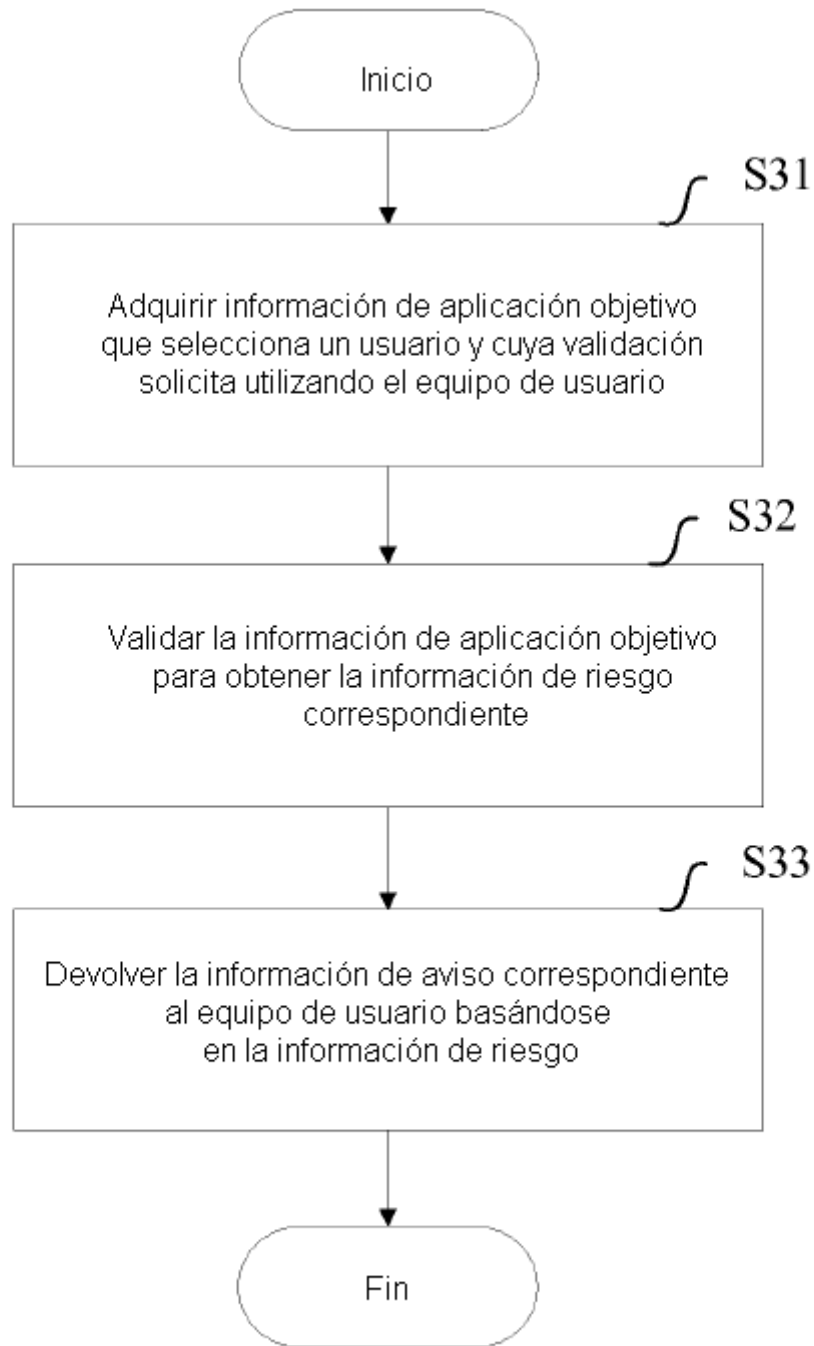 Inicio
S31
Adquirir información de aplicación objetivo
que selecciona un usuario y cuya validación
solicita utilizando el equipo de usuario
S32
Validar la información de aplicación objetivo
para obtener la información de riesgo
correspondiente
S33
Devolver la información de aviso correspondiente
al equipo de usuario basándose
en la información de riesgo
Fin